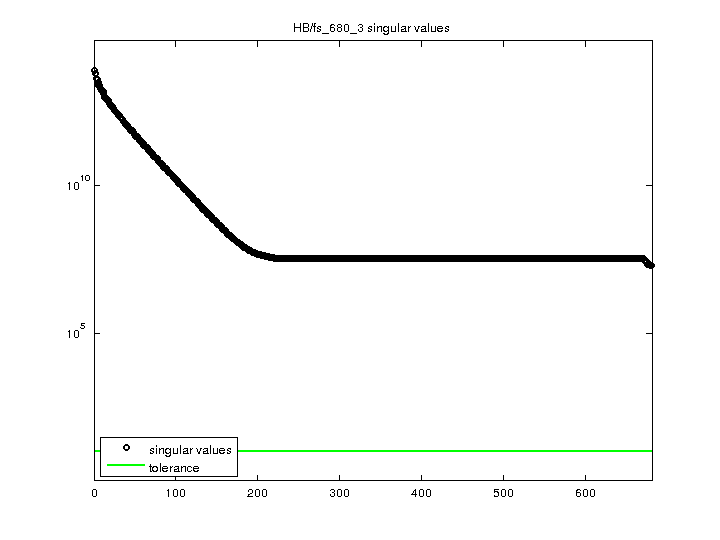 HB/fs_680_3 singular values
10^10
10^5
singular values
tolerance
0 100 200 300 400 500 600